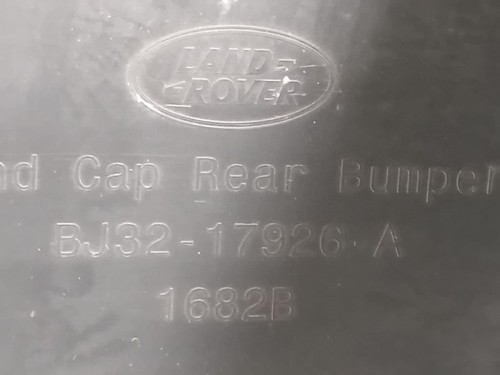 LAND-
ROVER
nd Cap Rear Bumper
BJ32-17926-A
1682B